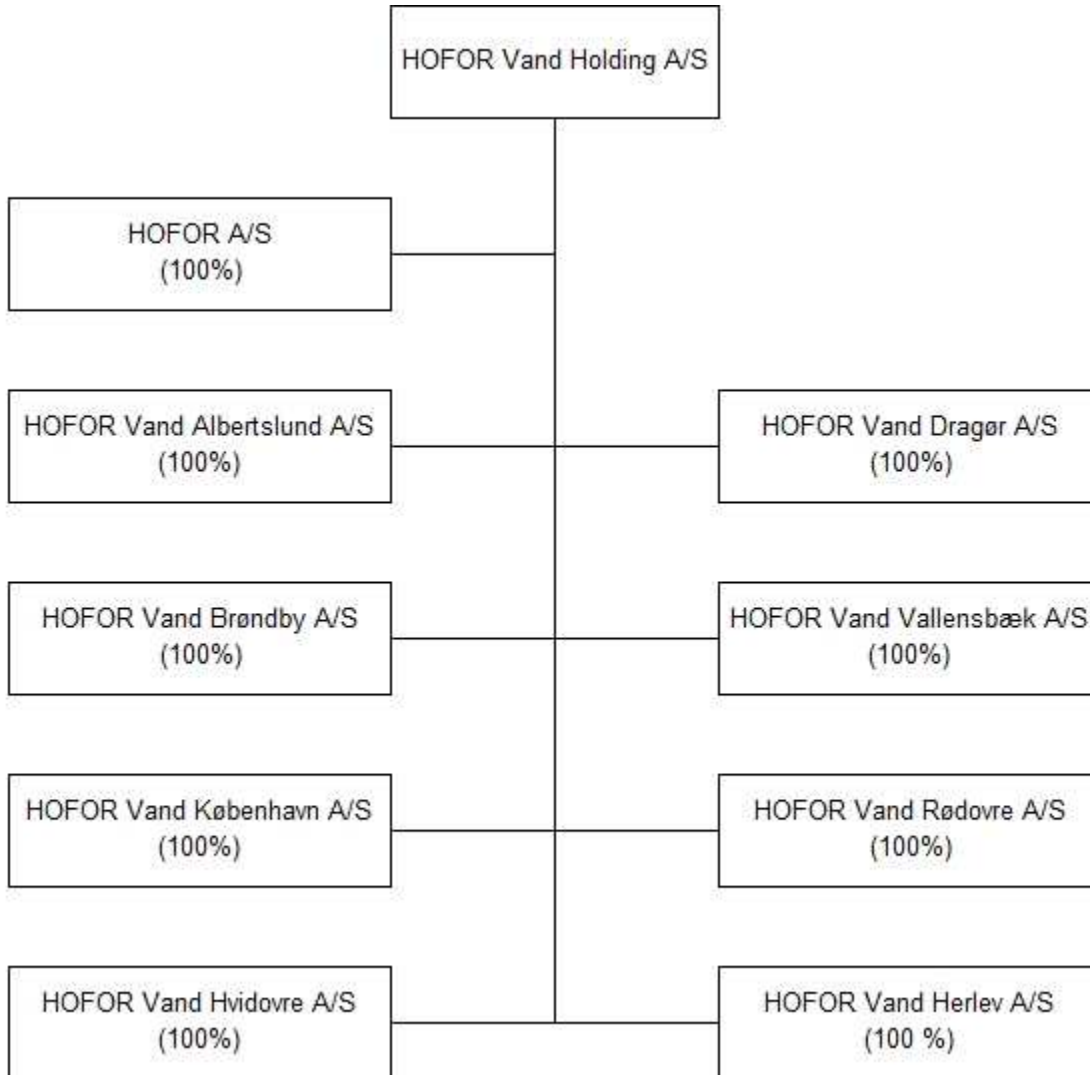 HOFOR Vand Holding A/S
HOFOR A/S
(100%)
HOFOR Vand Albertslund A/S
(100%)
HOFOR Vand Dragør A/S
(100%)
HOFOR Vand Brøndby A/S
(100%)
HOFOR Vand Vallensbæk A/S
(100%)
HOFOR Vand København A/S
(100%)
HOFOR Vand Rødovre A/S
(100%)
HOFOR Vand Hvidovre A/S
(100%)
HOFOR Vand Herlev A/S
(100 %)